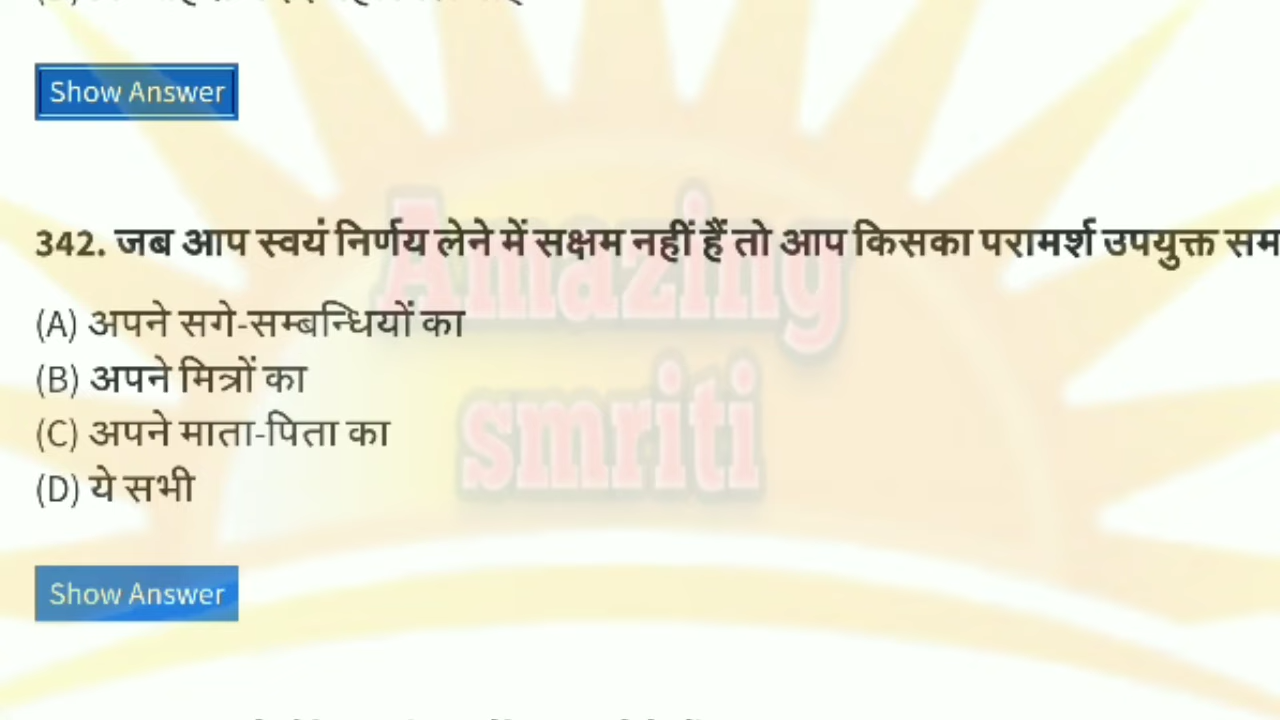 Show Answer
342. जब आप स्वयं निर्णय लेने में सक्षम नहीं हैं तो आप किसका परामर्श उपयुक्त
(A) अपने सगे-सम्बन्धियों का
(B) अपने मित्रों का
(C) अपने माता-पिता का
(D) ये सभी
Show Answer
Amazing
smriti